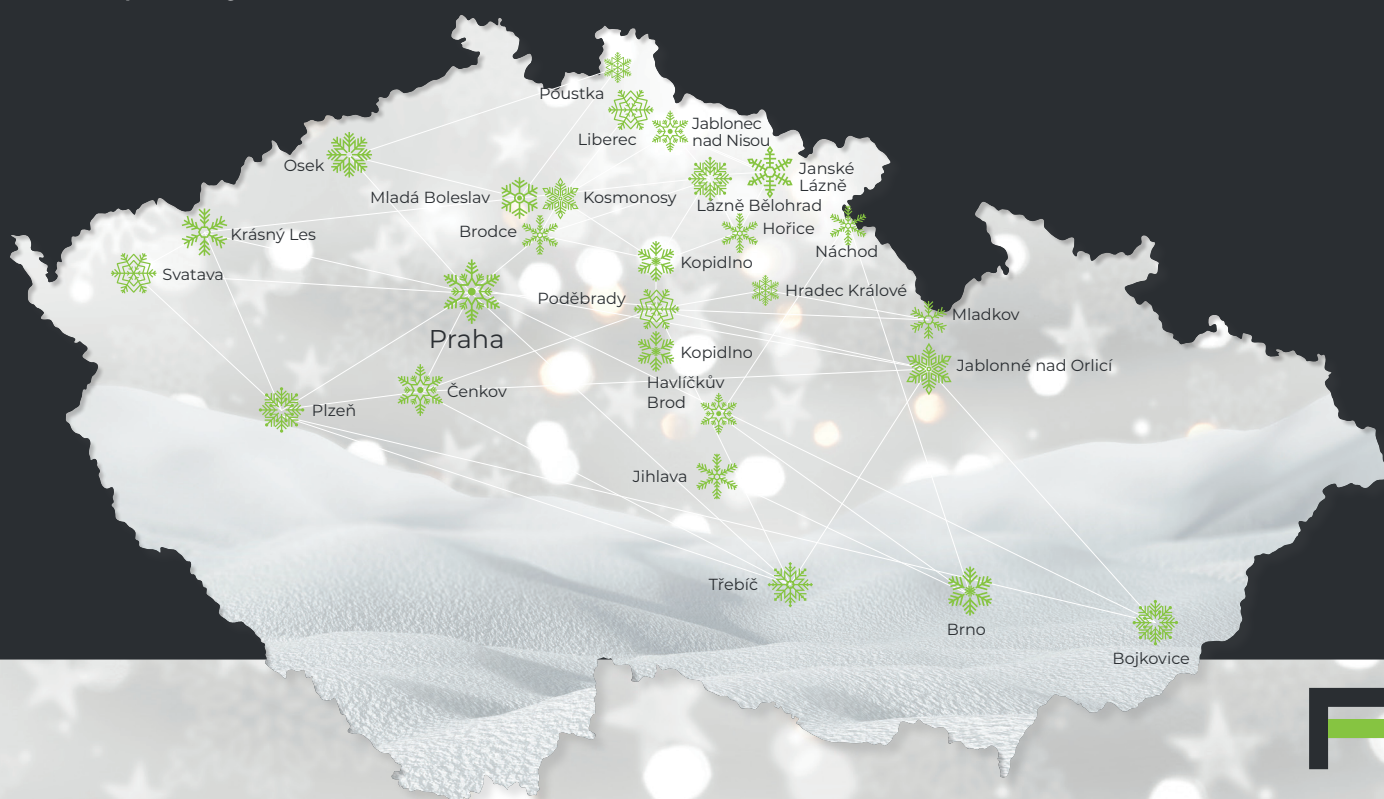 Poustka
Liberec
Jablonec
nad Nisou
Osek
Janské
Lázně
Mladá Boleslav
Kosmonosy
Lázně Bělohrad
Krásný Les
Brodce
Hořice
Náchod
Svatava
Kopidlno
Poděbrady
Hradec Králové
Mladkov
Praha
Kopidlno
Jablonné nad Orlicí
Čenkov
Havlíčkův
Brod
Plzeň
Jihlava
Třebíč
Brno
Bojkovice